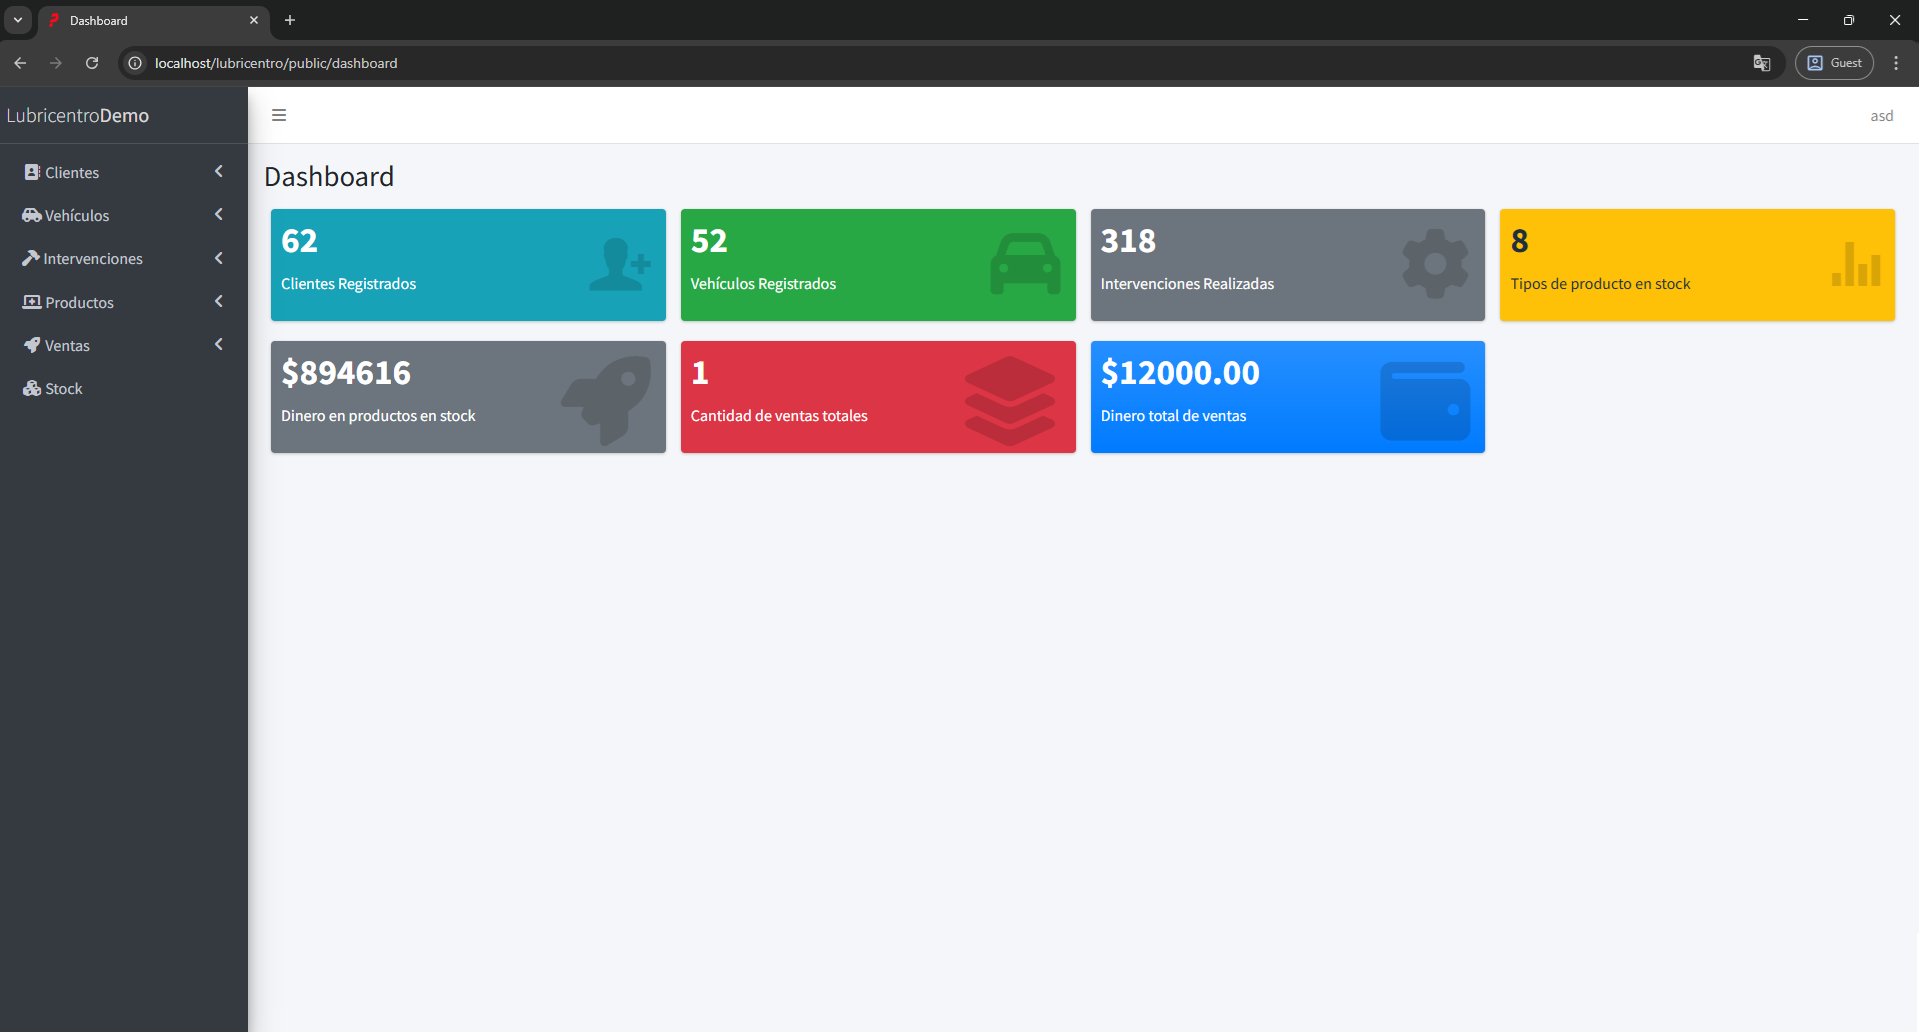 Dashboard
localhost/lubricentro/public/dashboard
Guest
LubricentroDemo
asd
Clientes
Vehículos
Intervenciones
Productos
Ventas
Stock
Dashboard
62
Clientes Registrados
52
Vehículos Registrados
318
Intervenciones Realizadas
8
Tipos de producto en stock
$894616
Dinero en productos en stock
1
Cantidad de ventas totales
$12000.00
Dinero total de ventas